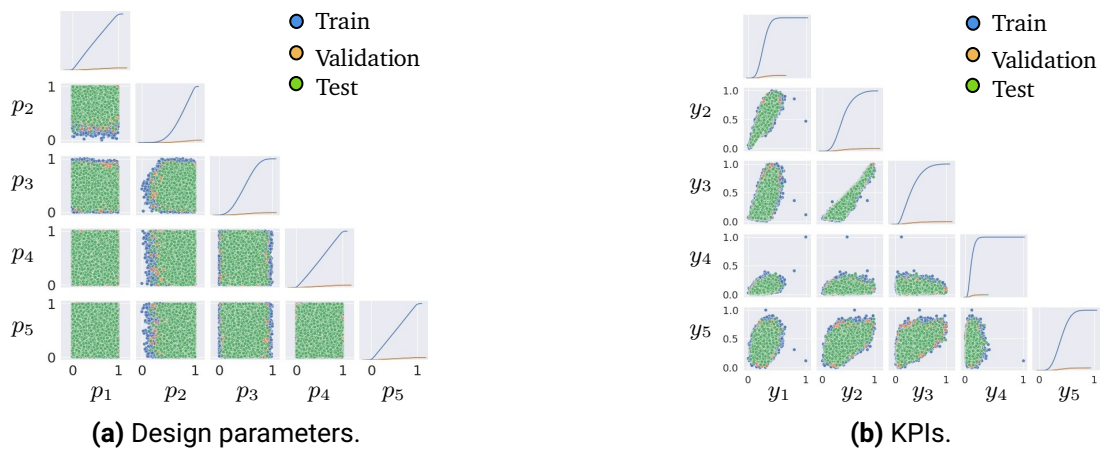 Train
Validation
Test
p2
1
0
p3
1
0
p4
1
0
p5
1
0
0 1 0 1 0 1 0 1 0 1
p1 p2 p3 p4 p5
(a) Design parameters.
Train
Validation
Test
y2
1.0
0.5
0.0
y3
1.0
0.5
0.0
y4
1.0
0.5
0.0
y5
1.0
0.5
0.0
0 1 0 1 0 1 0 1 0 1
y1 y2 y3 y4 y5
(b) KPIs.